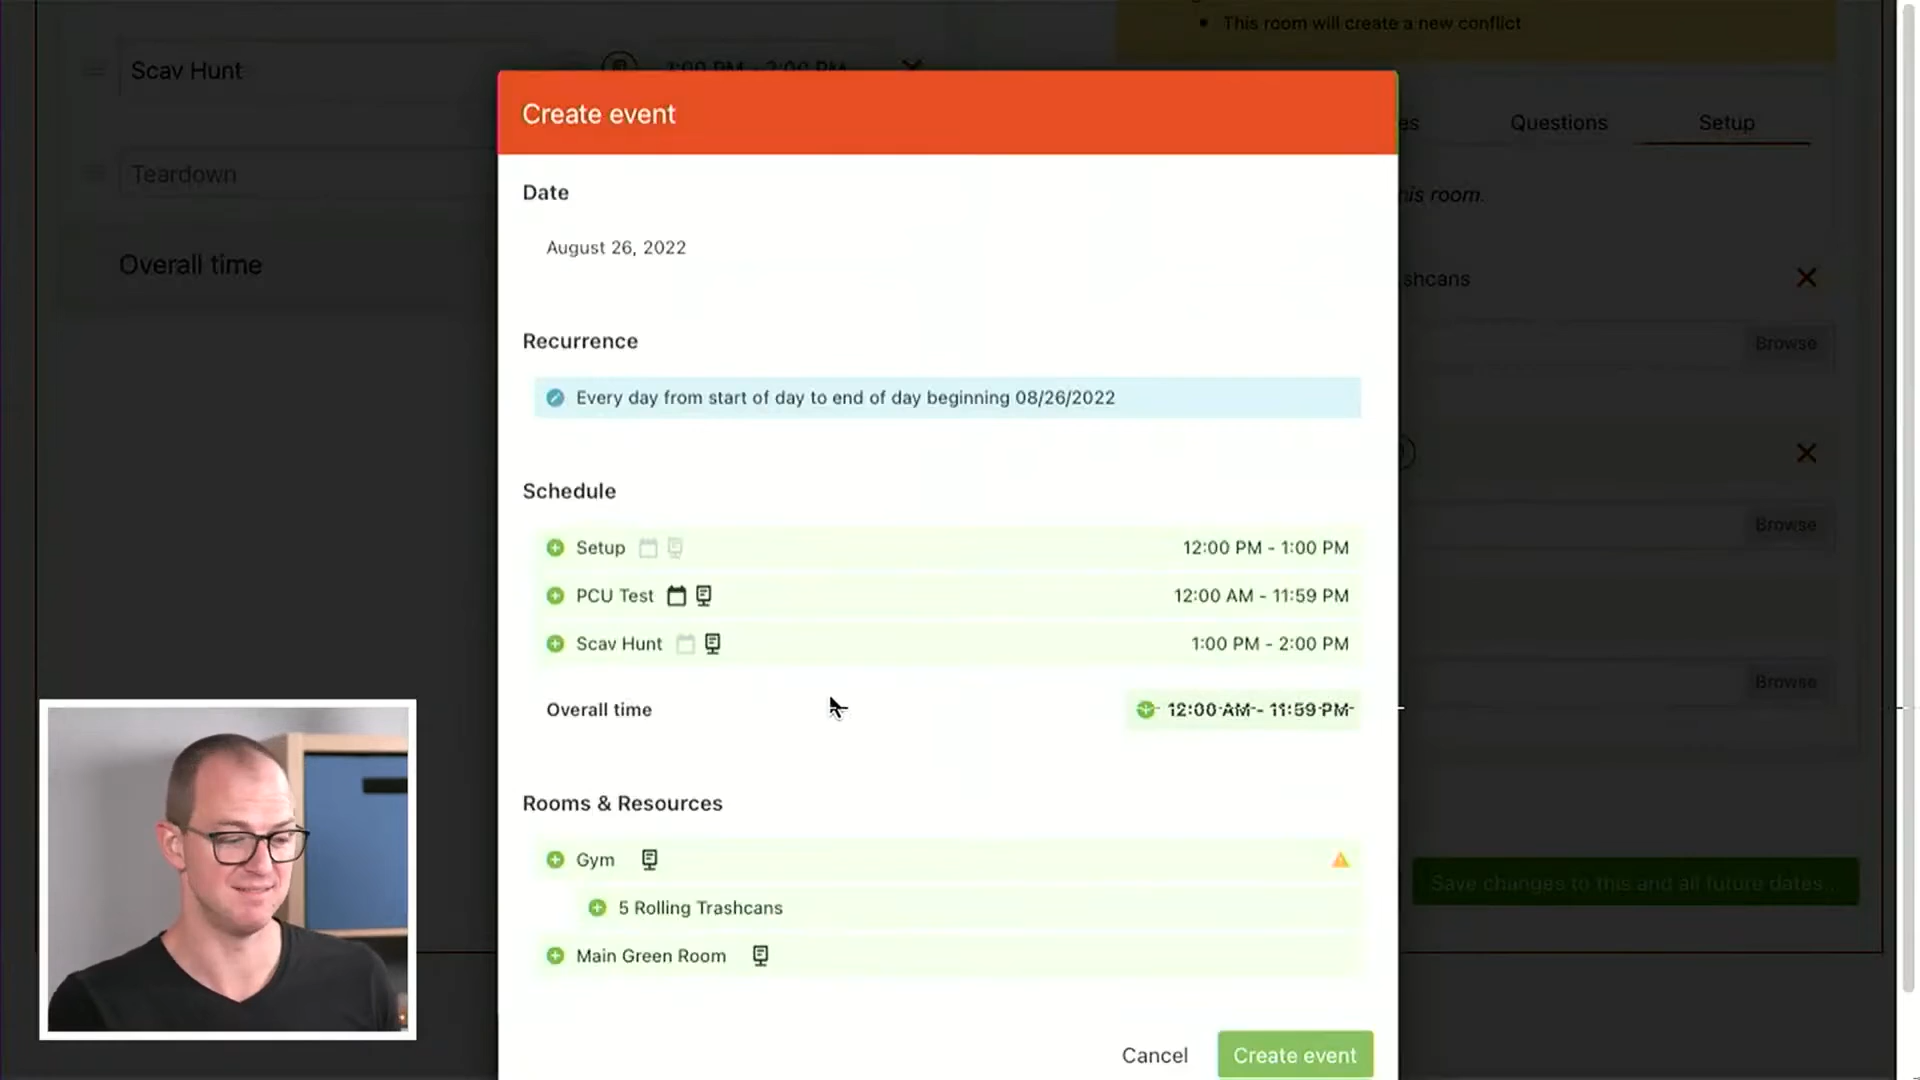 This room will create a new conflict
Scav Hunt
Create event
es
Questions
Setup
Date
Teardown
his room.
August 26, 2022
Overall time
shcans
Recurrence
Browse
Every day from start of day to end of day beginning 08/26/2022
Schedule
Browse
Setup
12:00 PM - 1:00 PM
PCU Test
12:00 AM - 11:59 PM
Scav Hunt
1:00 PM - 2:00 PM
Browse
Overall time
12:00 AM - 11:59 PM
Rooms & Resources
Gym
Save changes to this and all future dates...
5 Rolling Trashcans
Main Green Room
Cancel
Create event